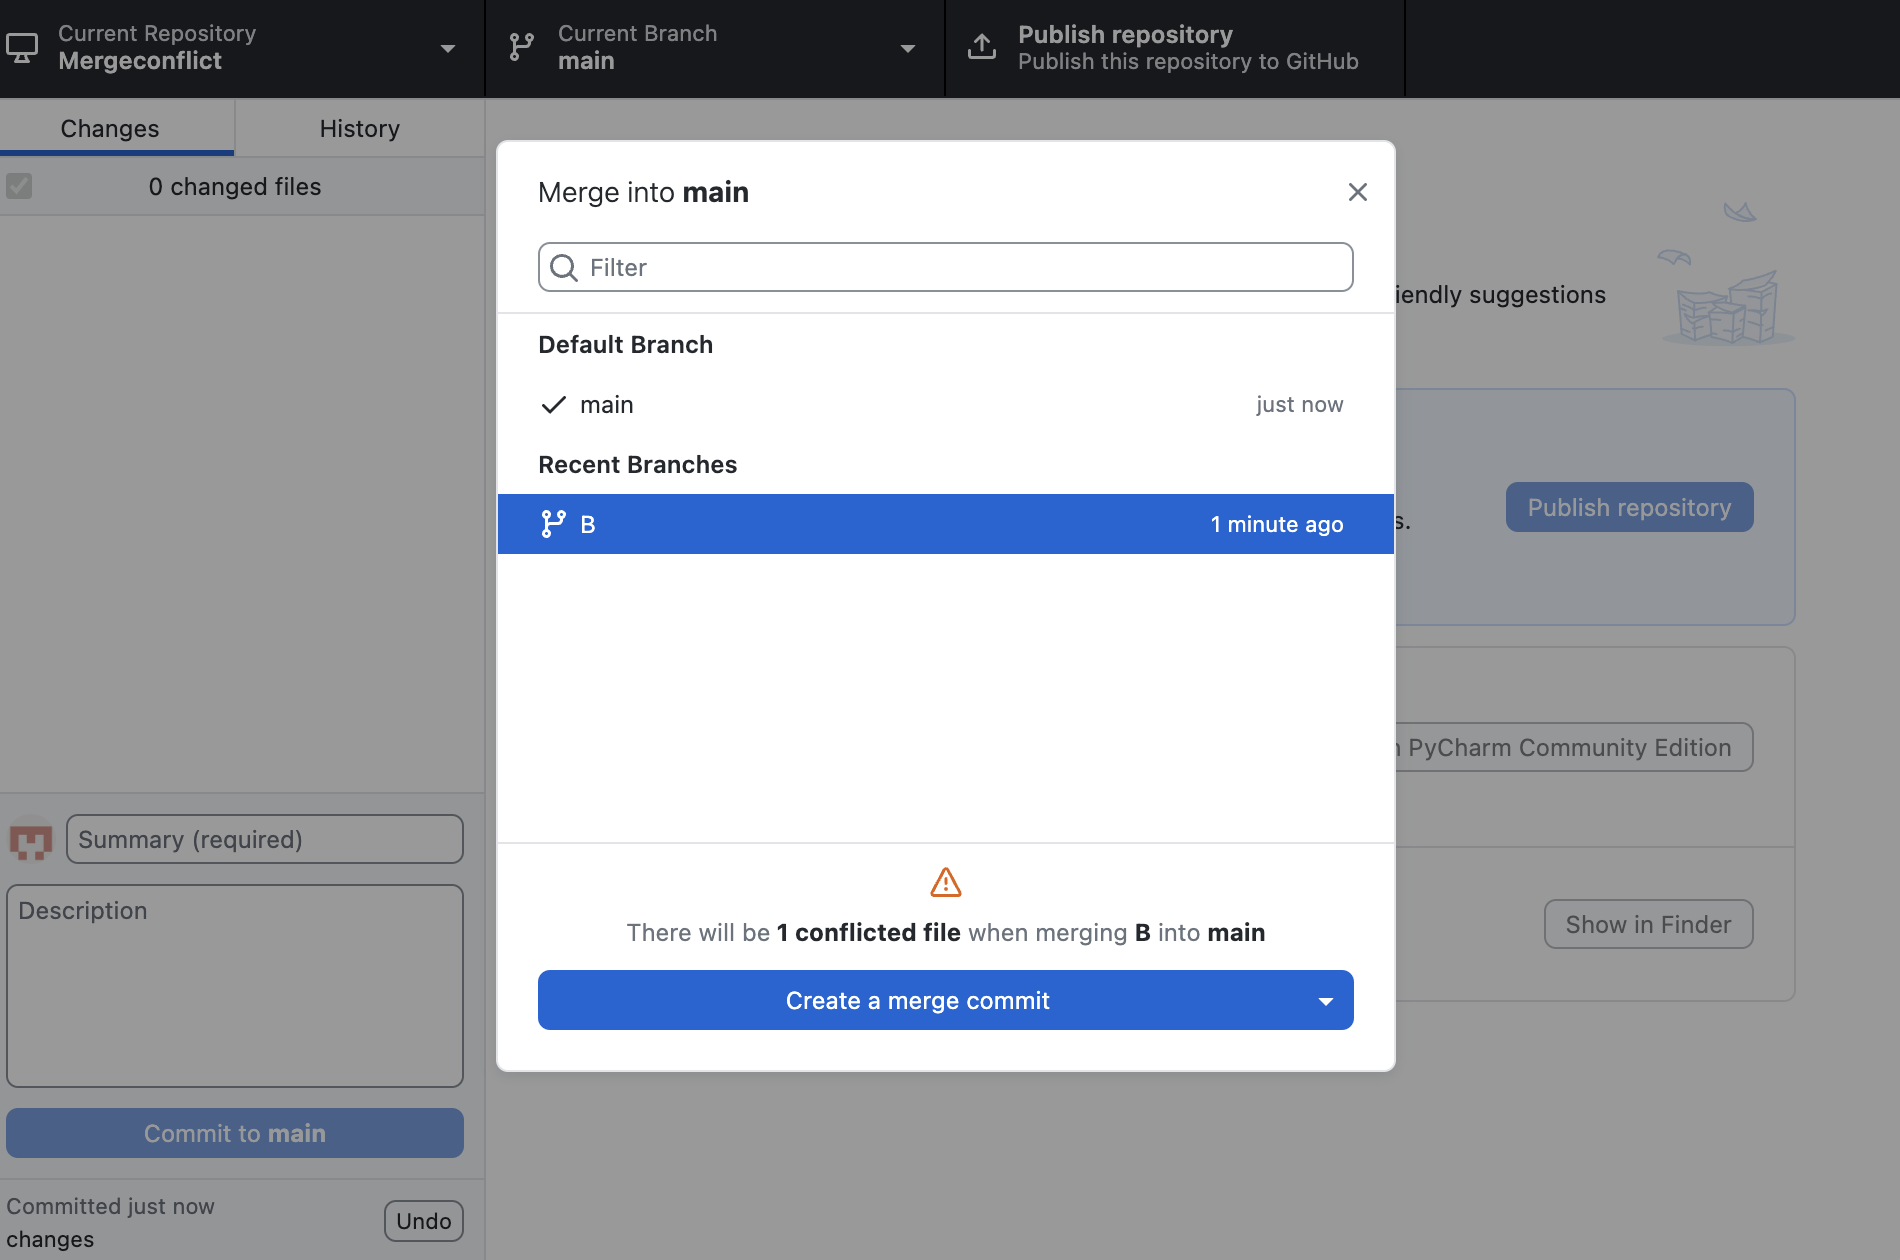 Current Repository
Mergeconflict
Current Branch
main
Publish repository
Publish this repository to GitHub
Changes
History
0 changed files
Summary (required)
Description
Commit to main
Committed just now
changes
Undo
Merge into main
Filter
Default Branch
main just now
Recent Branches
B 1 minute ago
There will be 1 conflicted file when merging B into main
Create a merge commit
suggestions
Publish repository
PyCharm Community Edition
Show in Finder